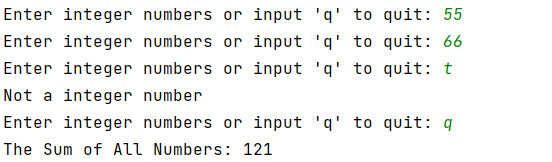 Enter integer numbers or input 'q' to quit: 55
Enter integer numbers or input 'q' to quit: 66
Enter integer numbers or input 'q' to quit: t
Not a integer number
Enter integer numbers or input 'q' to quit: q
The Sum of All Numbers: 121